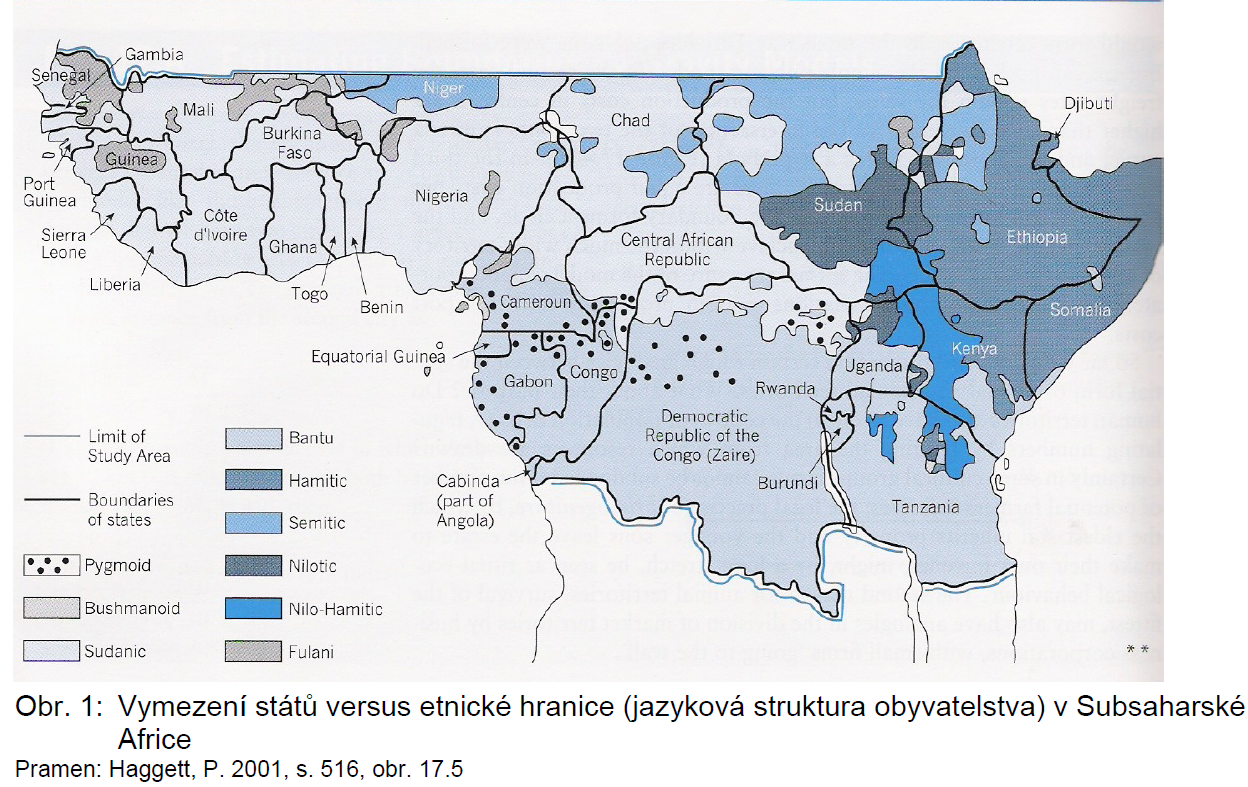 Gambia
Senegal
Mali
Niger
Chad
Djibuti
Burkina
Faso
Guinea
Port
Guinea
Nigeria
Sudan
Côte
d'Ivoire
Sierra
Leone
Ghana
Central African
Republic
Ethiopia
Liberia
Togo
Benin
Cameroun
Somalia
Equatorial Guinea
Kenya
Gabon
Congo
Uganda
Rwanda
Democratic
Republic of the
Congo (Zaire)
Cabinda
(part of
Angola)
Burundi
Tanzania
Limit of
Study Area
Boundaries
of states
Pygmoid
Bushmanoid
Sudanic
Bantu
Hamitic
Semitic
Nilotic
Nilo-Hamitic
Fulani
**
Obr. 1: Vymezení států versus etnické hranice (jazyková struktura obyvatelstva) v Subsaharské
Africe
Pramen: Haggett, P. 2001, s. 516, obr. 17.5